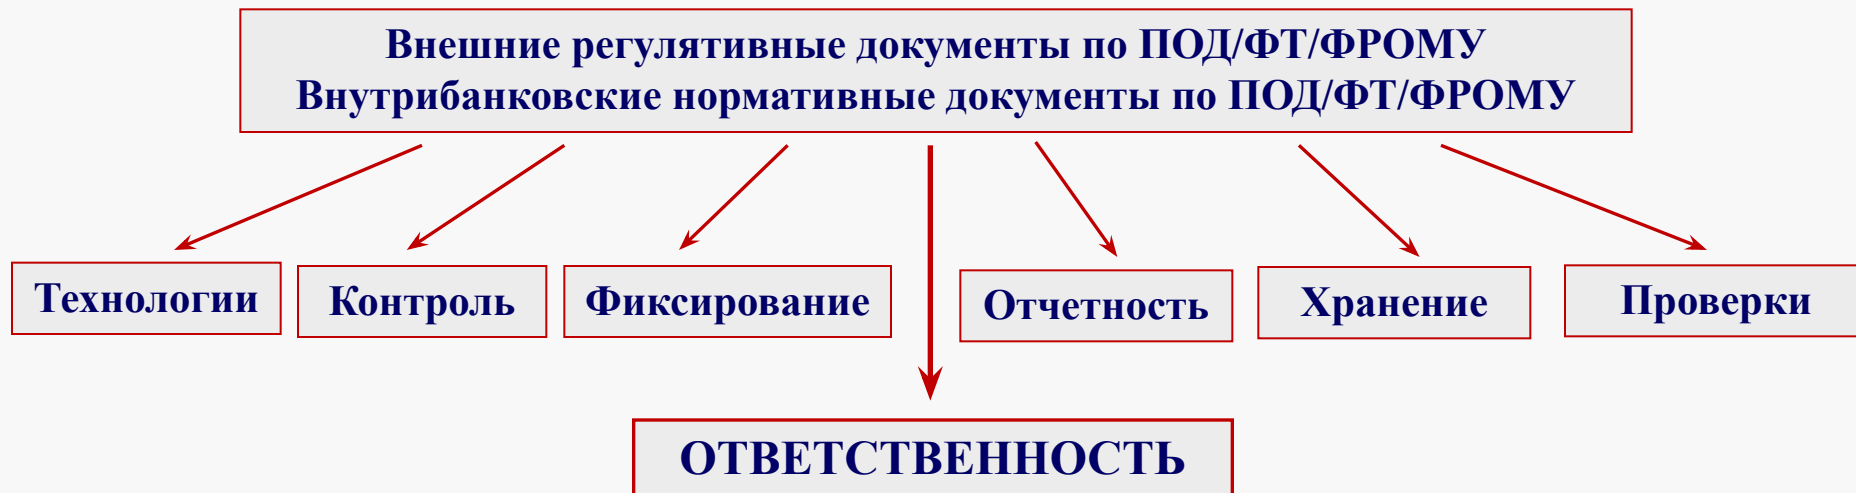 Внешние регулятивные документы по ПОД/ФТ/ФРОМУ
Внутрибанковские нормативные документы по ПОД/ФТ/ФРОМУ
Технологии
Контроль
Фиксирование
Отчетность
Хранение
Проверки
ОТВЕТСТВЕННОСТЬ